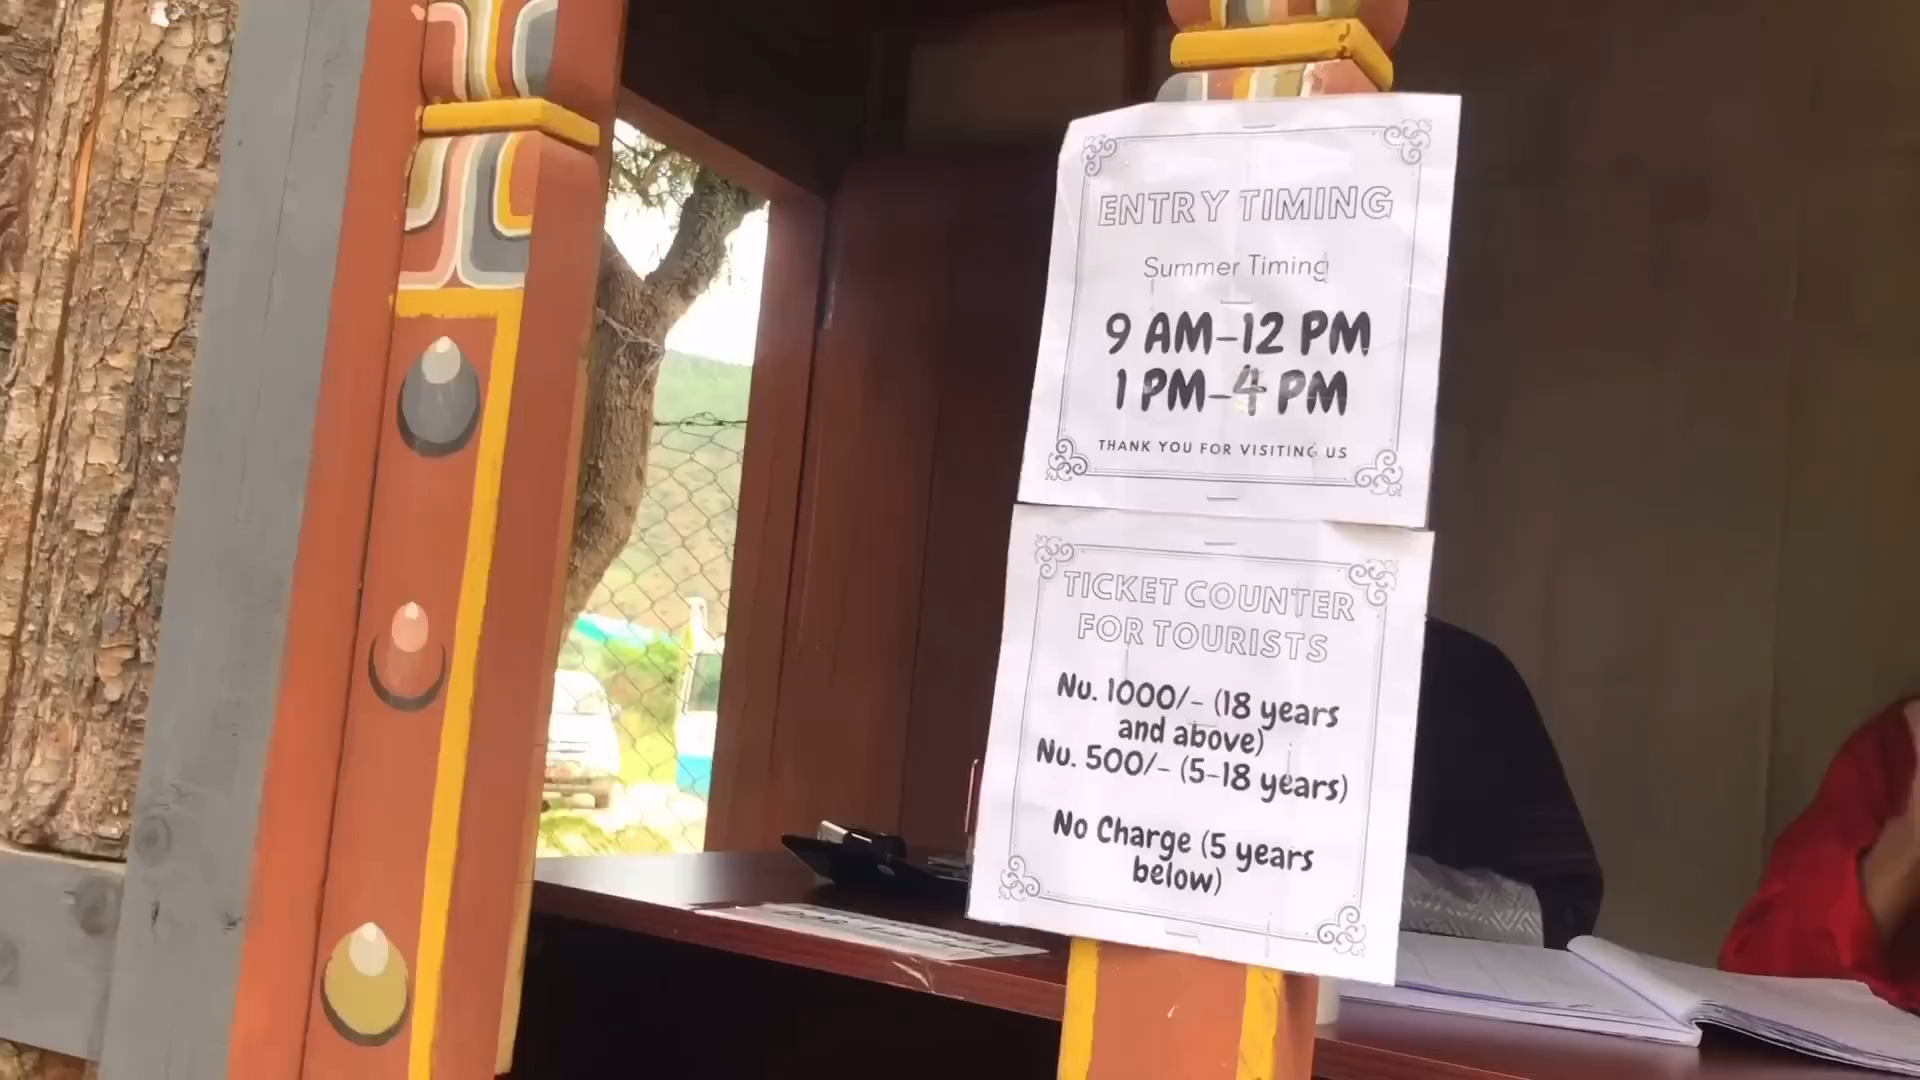 ENTRY TIMING
Summer Timing
9 AM–12 PM
1 PM–4 PM
THANK YOU FOR VISITING US
TICKET COUNTER
FOR TOURISTS
Nu. 1000/- (18 years
and above)
Nu. 500/- (5-18 years)
No Charge (5 years
below)